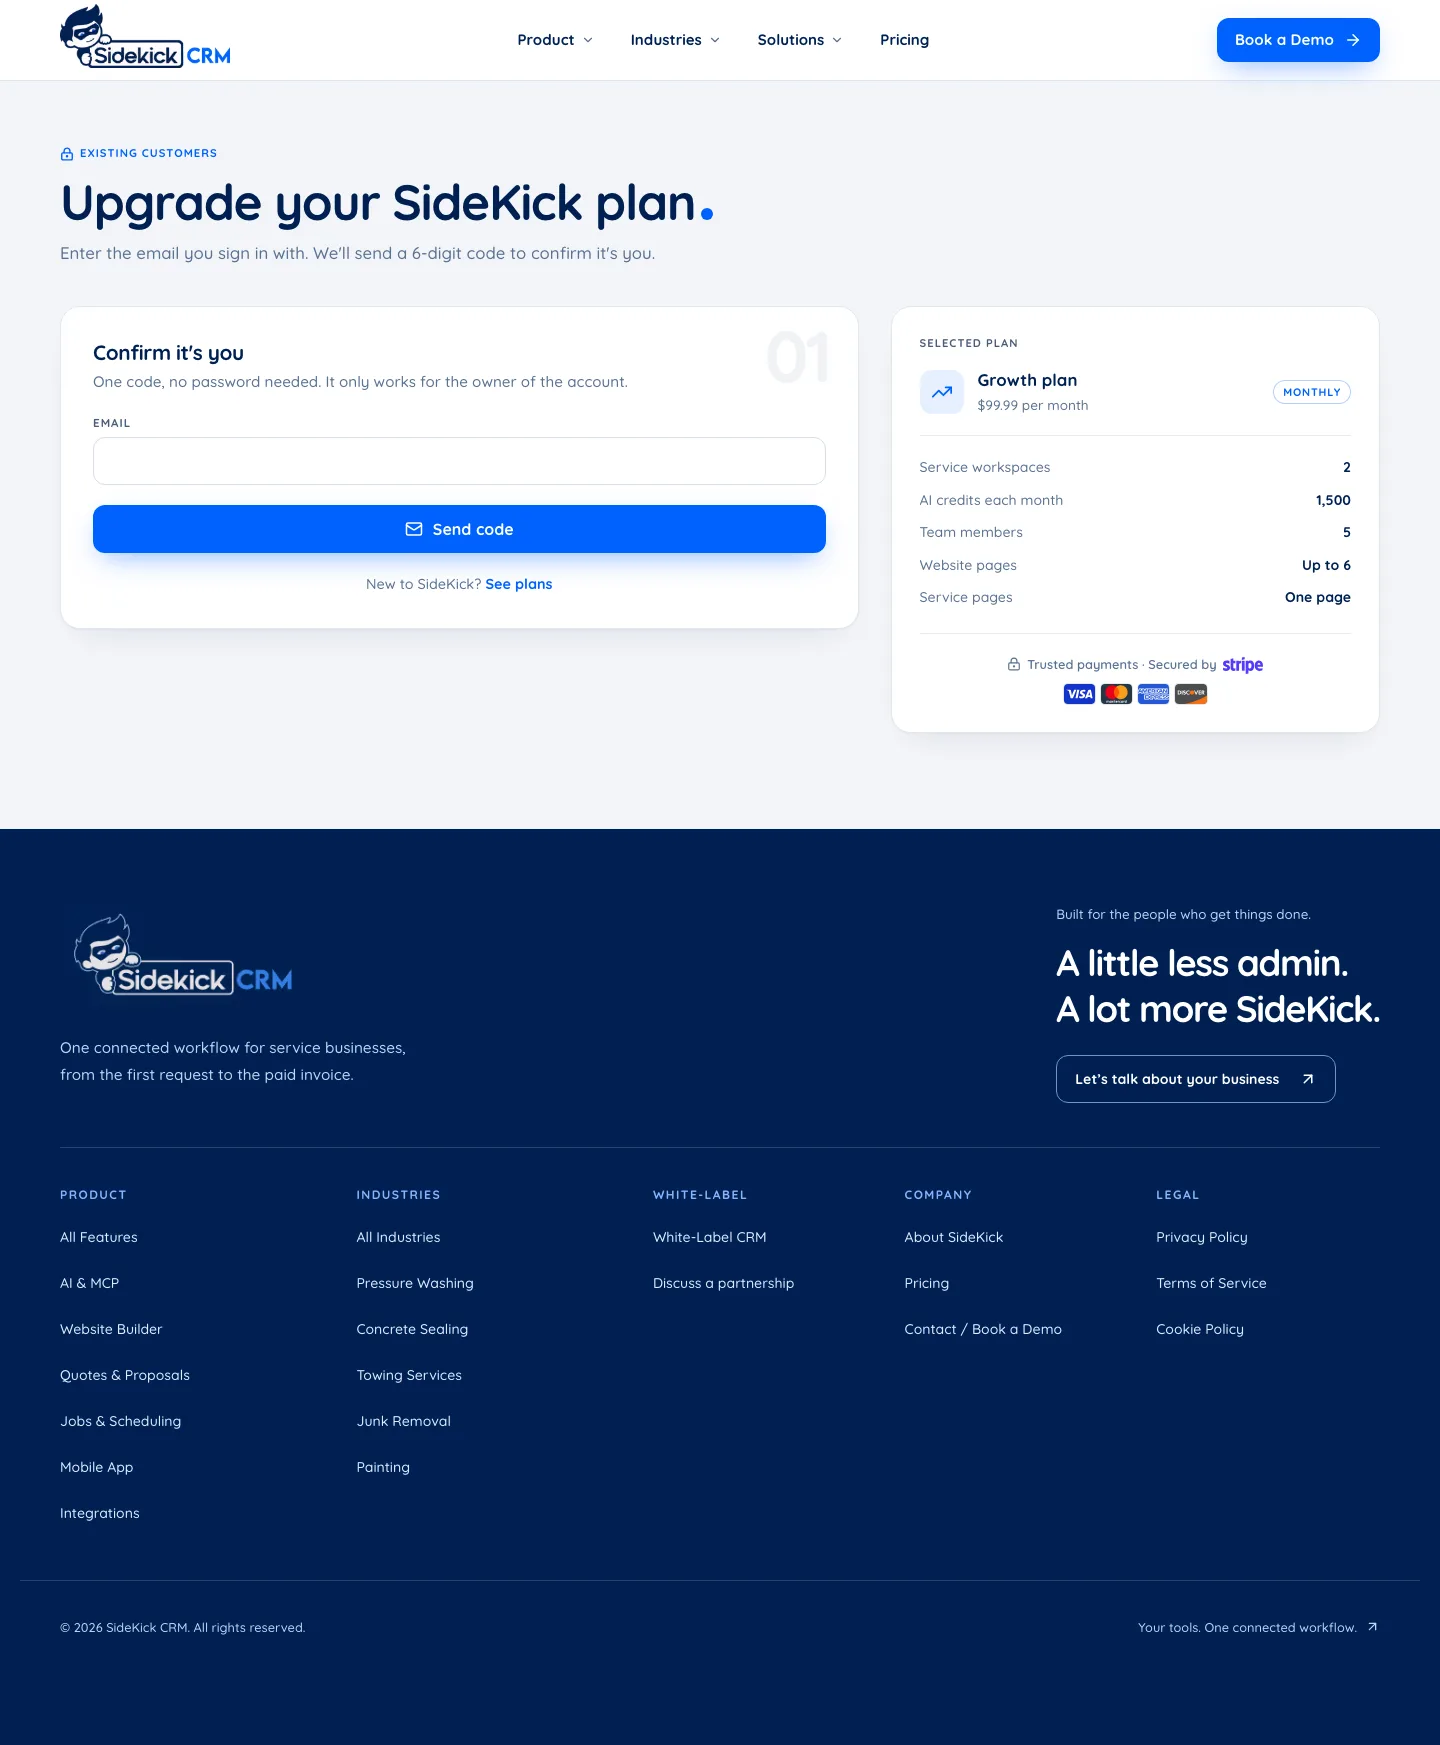 Sidekick CRM
Product
Industries
Solutions
Pricing
Book a Demo
EXISTING CUSTOMERS
Upgrade your SideKick plan.
Enter the email you sign in with. We'll send a 6-digit code to confirm it's you.
01
Confirm it's you
One code, no password needed. It only works for the owner of the account.
EMAIL
Send code
New to SideKick? See plans
SELECTED PLAN
Growth plan
$99.99 per month
MONTHLY
Service workspaces 2
AI credits each month 1,500
Team members 5
Website pages Up to 6
Service pages One page
Trusted payments · Secured by stripe
VISA mastercard AMERICAN EXPRESS DISCOVER
Sidekick CRM
One connected workflow for service businesses,
from the first request to the paid invoice.
Built for the people who get things done.
A little less admin.
A lot more SideKick.
Let's talk about your business
PRODUCT
All Features
AI & MCP
Website Builder
Quotes & Proposals
Jobs & Scheduling
Mobile App
Integrations
INDUSTRIES
All Industries
Pressure Washing
Concrete Sealing
Towing Services
Junk Removal
Painting
WHITE-LABEL
White-Label CRM
Discuss a partnership
COMPANY
About SideKick
Pricing
Contact / Book a Demo
LEGAL
Privacy Policy
Terms of Service
Cookie Policy
© 2026 SideKick CRM. All rights reserved.
Your tools. One connected workflow.